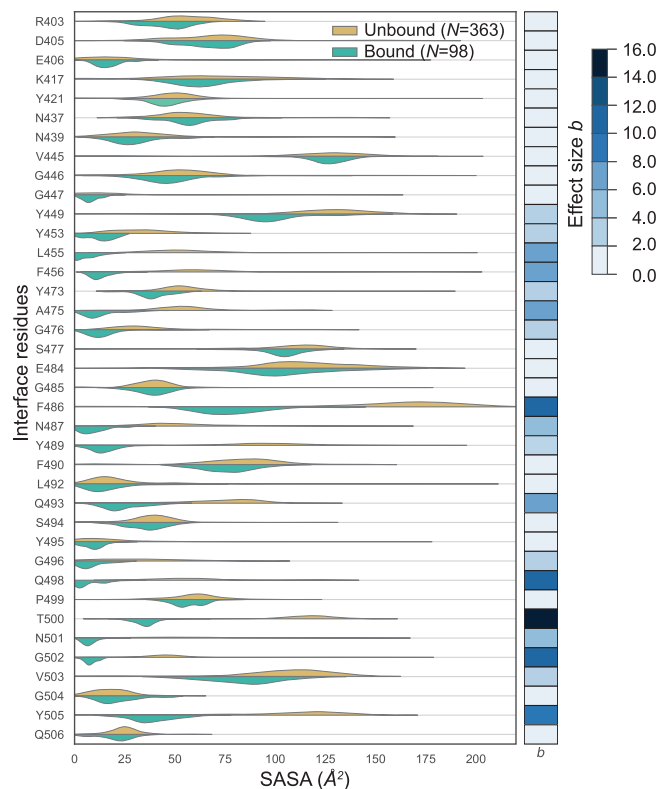 Unbound (N=363)
Bound (N=98)
Interface residues
R403
D405
E406
K417
Y421
N437
N439
V445
G446
G447
Y449
Y453
L455
F456
Y473
A475
G476
S477
E484
G485
F486
N487
Y489
F490
L492
Q493
S494
Y495
G496
Q498
P499
T500
N501
G502
V503
G504
Y505
Q506
0 25 50 75 100 125 150 175 200
SASA (Å²)
b
Effect size b
16.0
14.0
12.0
10.0
8.0
6.0
4.0
2.0
0.0